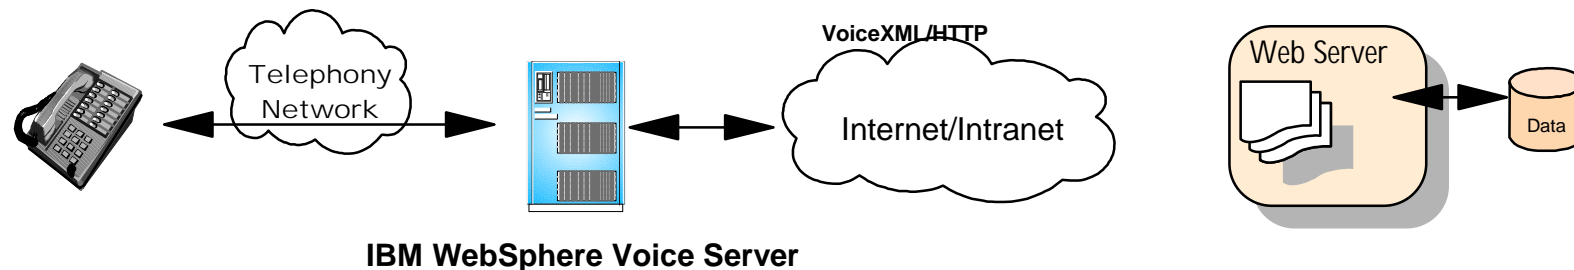 VoiceXML/HTTP
Telephony
Network
Internet/Intranet
Web Server
Data
IBM WebSphere Voice Server